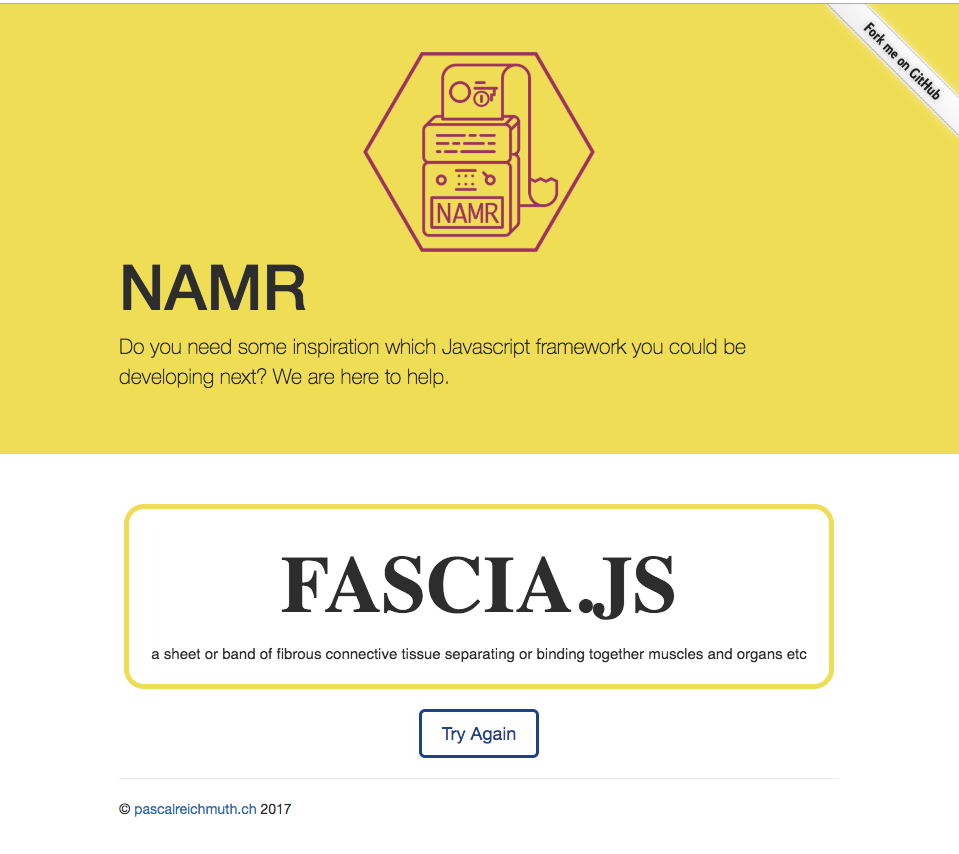 Fork me on GitHub
NAMR
NAMR
Do you need some inspiration which Javascript framework you could be
developing next? We are here to help.
FASCIA.JS
a sheet or band of fibrous connective tissue separating or binding together muscles and organs etc
Try Again
© pascalreichmuth.ch 2017